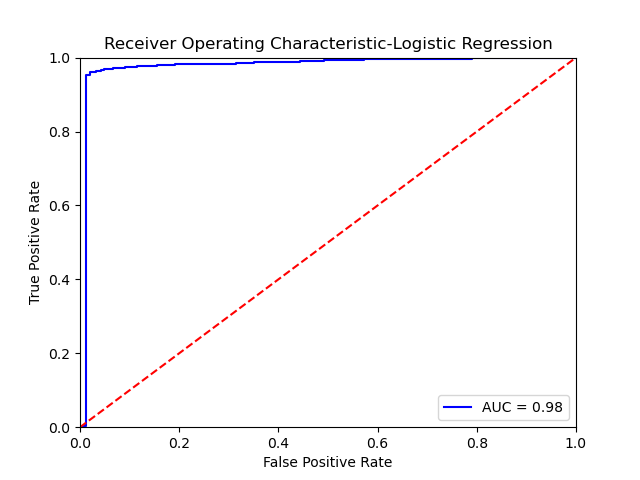 Receiver Operating Characteristic-Logistic Regression
1.0
0.8
0.6
0.4
0.2
0.0
True Positive Rate
AUC = 0.98
0.0 0.2 0.4 0.6 0.8 1.0
False Positive Rate